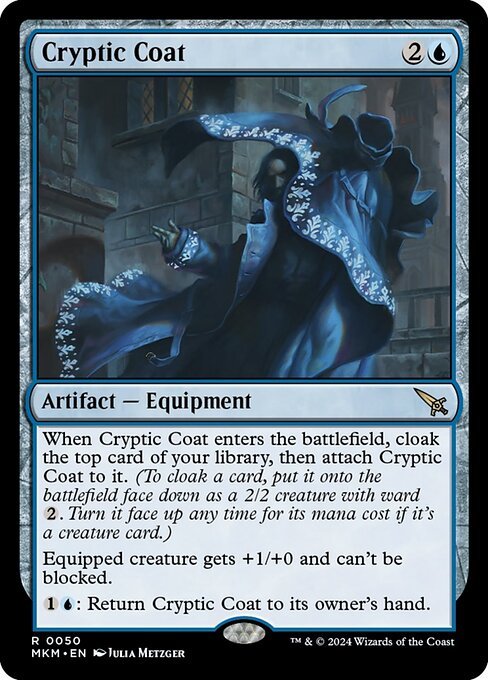 Cryptic Coat 2
Artifact — Equipment
When Cryptic Coat enters the battlefield, cloak
the top card of your library, then attach Cryptic
Coat to it. (To cloak a card, put it onto the
battlefield face down as a 2/2 creature with ward
2. Turn it face up any time for its mana cost if it's
a creature card.)
Equipped creature gets +1/+0 and can't be
blocked.
1: Return Cryptic Coat to its owner's hand.
R 0050
MKM • EN Julia Metzger
™ & © 2024 Wizards of the Coast